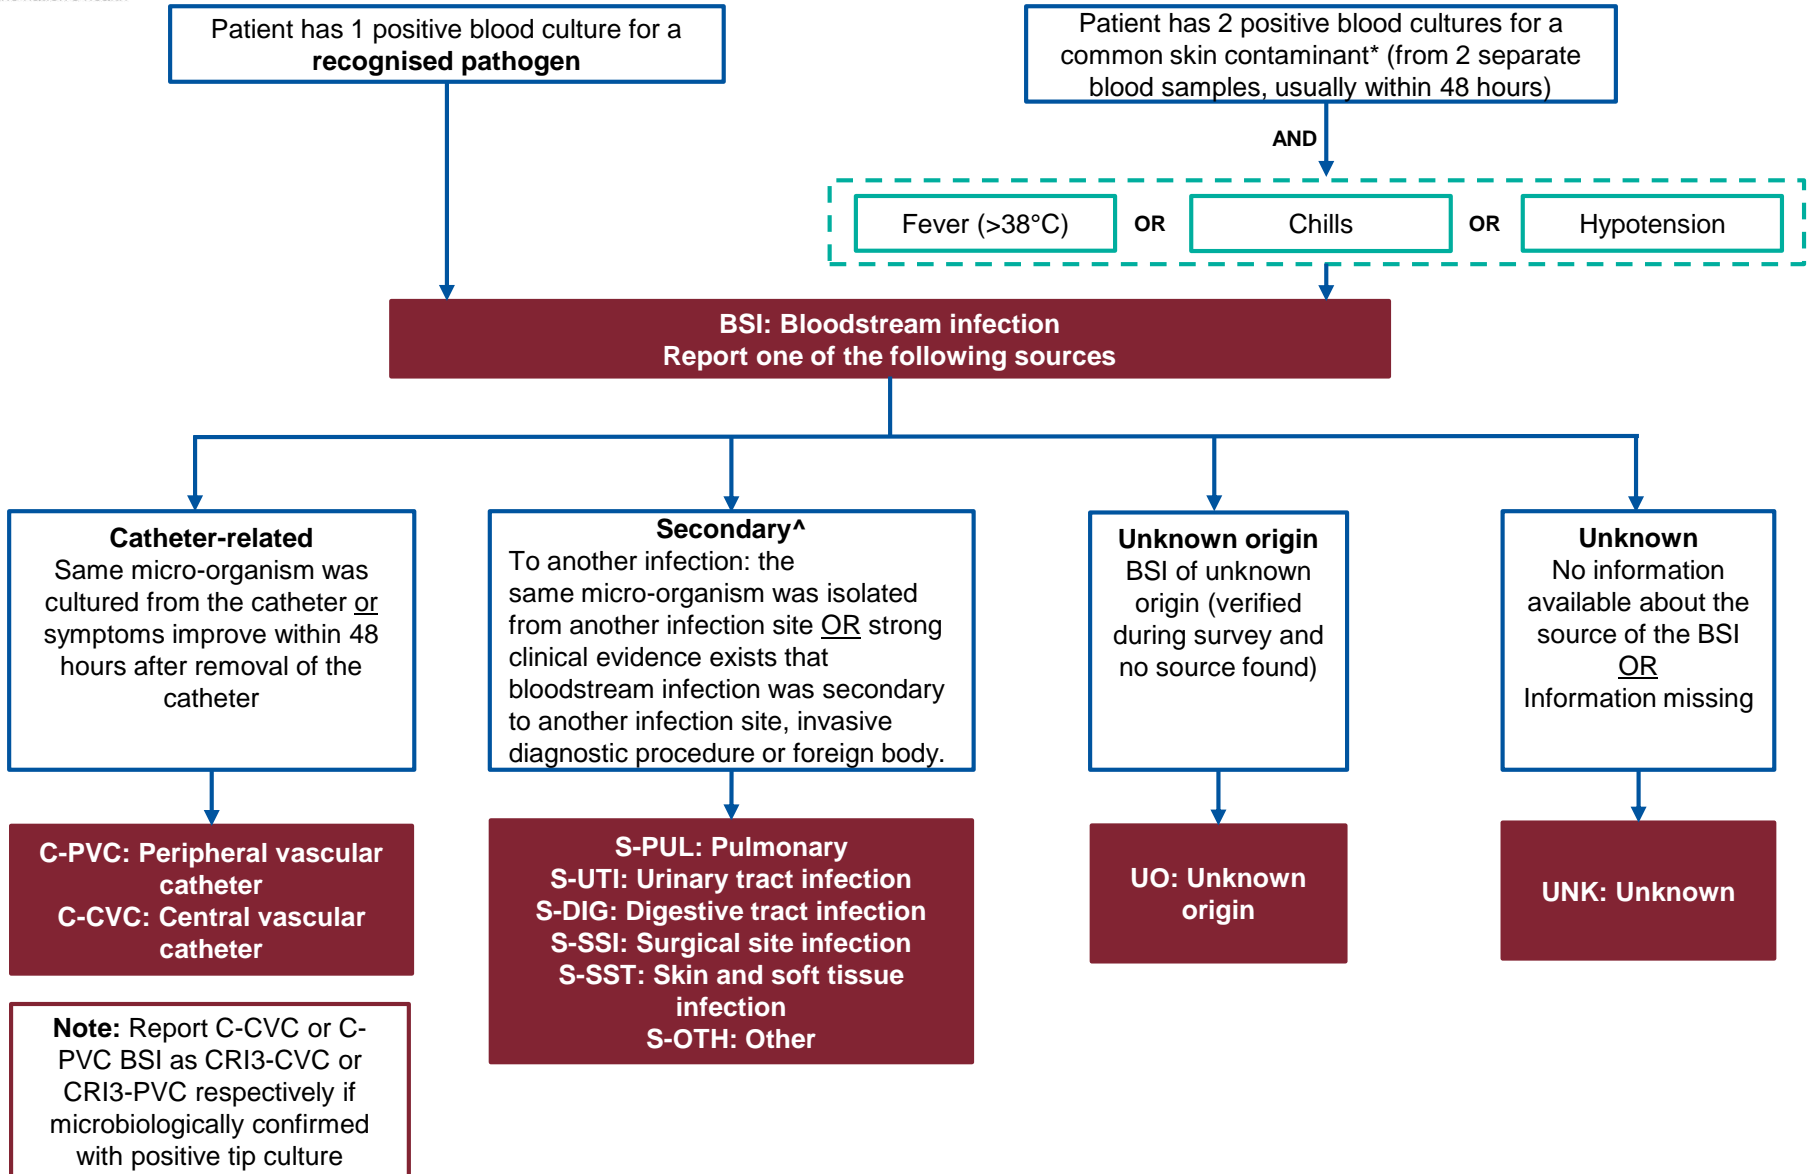 Patient has 1 positive blood culture for a
recognised pathogen
Patient has 2 positive blood cultures for a
common skin contaminant* (from 2 separate
blood samples, usually within 48 hours)
AND
Fever (>38°C)
OR
Chills
OR
Hypotension
BSI: Bloodstream infection
Report one of the following sources
Catheter-related
Same micro-organism was
cultured from the catheter or
symptoms improve within 48
hours after removal of the
catheter
Secondary^
To another infection: the
same micro-organism was isolated
from another infection site OR strong
clinical evidence exists that
bloodstream infection was secondary
to another infection site, invasive
diagnostic procedure or foreign body.
Unknown origin
BSI of unknown
origin (verified
during survey and
no source found)
Unknown
No information
available about the
source of the BSI
OR
Information missing
C-PVC: Peripheral vascular
catheter
C-CVC: Central vascular
catheter
S-PUL: Pulmonary
S-UTI: Urinary tract infection
S-DIG: Digestive tract infection
S-SSI: Surgical site infection
S-SST: Skin and soft tissue
infection
S-OTH: Other
UO: Unknown
origin
UNK: Unknown
Note: Report C-CVC or C-
PVC BSI as CRI3-CVC or
CRI3-PVC respectively if
microbiologically confirmed
with positive tip culture